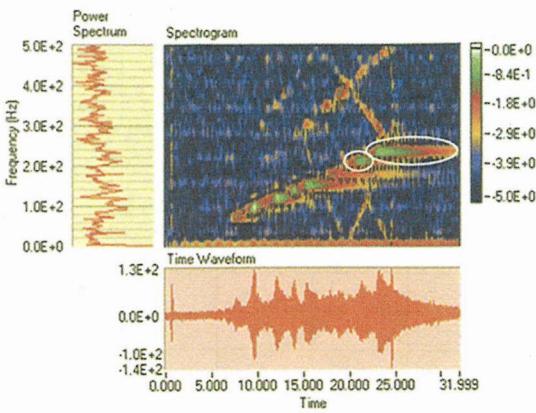 Power
Spectrum
Spectrogram
5.0E+2
4.0E+2
3.0E+2
2.0E+2
1.0E+2
0.0E+0
Frequency (Hz)
-0.0E+0
-8.4E-1
-1.8E+0
-2.9E+0
-3.9E+0
-5.0E+0
Time Waveform
1.3E+2
0.0E+0
-1.0E+2
-1.4E+2
0.000 5.000 10.000 15.000 20.000 25.000 31.999
Time